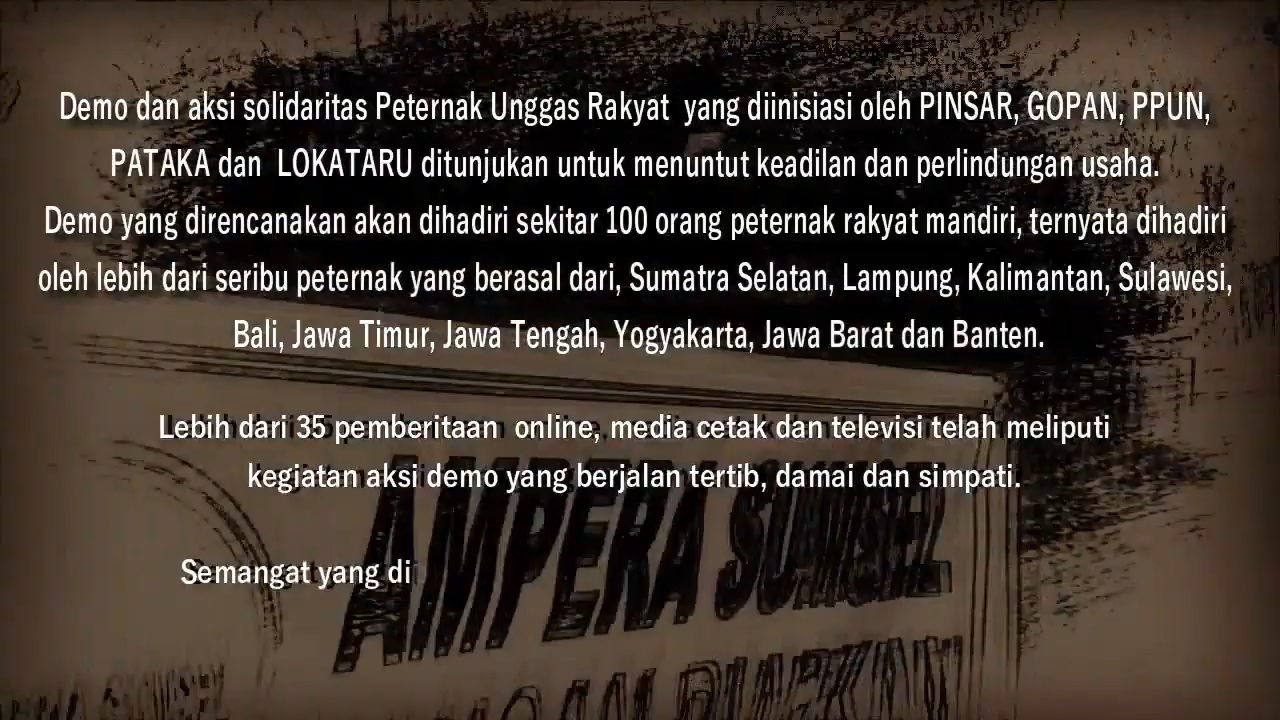 Demo dan aksi solidaritas Peternak Unggas Rakyat yang diinisiasi oleh PINSAR, GOPAN, PPUN,
PATAKA dan LOKATARU ditunjukan untuk menuntut keadilan dan perlindungan usaha.
Demo yang direncanakan akan dihadiri sekitar 100 orang peternak rakyat mandiri, ternyata dihadiri
oleh lebih dari seribu peternak yang berasal dari, Sumatra Selatan, Lampung, Kalimantan, Sulawesi,
Bali, Jawa Timur, Jawa Tengah, Yogyakarta, Jawa Barat dan Banten.
Lebih dari 35 pemberitaan online, media cetak dan televisi telah meliputi
kegiatan aksi demo yang berjalan tertib, damai dan simpati.
Semangat yang di
AMPERA SUMSEL